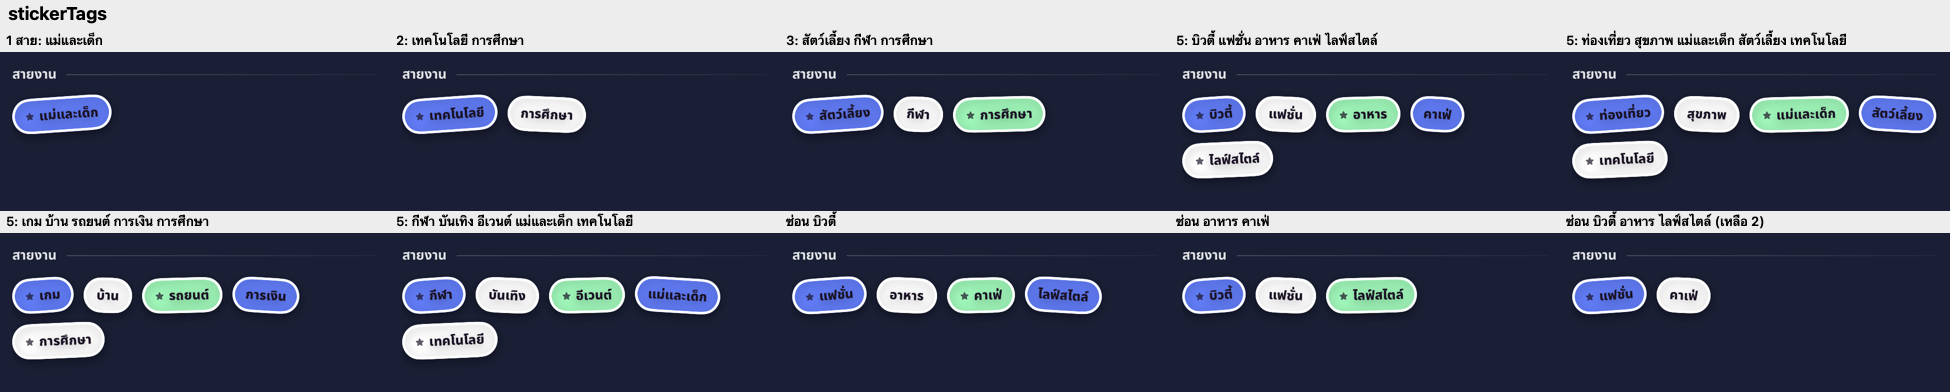 stickerTags
1 สาย: แม่และเด็ก
สายงาน
★ แม่และเด็ก
2: เทคโนโลยี การศึกษา
สายงาน
★ เทคโนโลยี การศึกษา
3: สัตว์เลี้ยง กีฬา การศึกษา
สายงาน
★ สัตว์เลี้ยง กีฬา ★ การศึกษา
5: บิวตี้ แฟชั่น อาหาร คาเฟ่ ไลฟ์สไตล์
สายงาน
★ บิวตี้ แฟชั่น ★ อาหาร คาเฟ่
★ ไลฟ์สไตล์
5: ท่องเที่ยว สุขภาพ แม่และเด็ก สัตว์เลี้ยง เทคโนโลยี
สายงาน
★ ท่องเที่ยว สุขภาพ ★ แม่และเด็ก สัตว์เลี้ยง
★ เทคโนโลยี
5: เกม บ้าน รถยนต์ การเงิน การศึกษา
สายงาน
★ เกม บ้าน ★ รถยนต์ การเงิน
★ การศึกษา
5: กีฬา บันเทิง อีเวนต์ แม่และเด็ก เทคโนโลยี
สายงาน
★ กีฬา บันเทิง ★ อีเวนต์ แม่และเด็ก
★ เทคโนโลยี
ซ่อน บิวตี้
สายงาน
★ แฟชั่น อาหาร ★ คาเฟ่ ไลฟ์สไตล์
ซ่อน อาหาร คาเฟ่
สายงาน
★ บิวตี้ แฟชั่น ★ ไลฟ์สไตล์
ซ่อน บิวตี้ อาหาร ไลฟ์สไตล์ (เหลือ 2)
สายงาน
★ แฟชั่น คาเฟ่